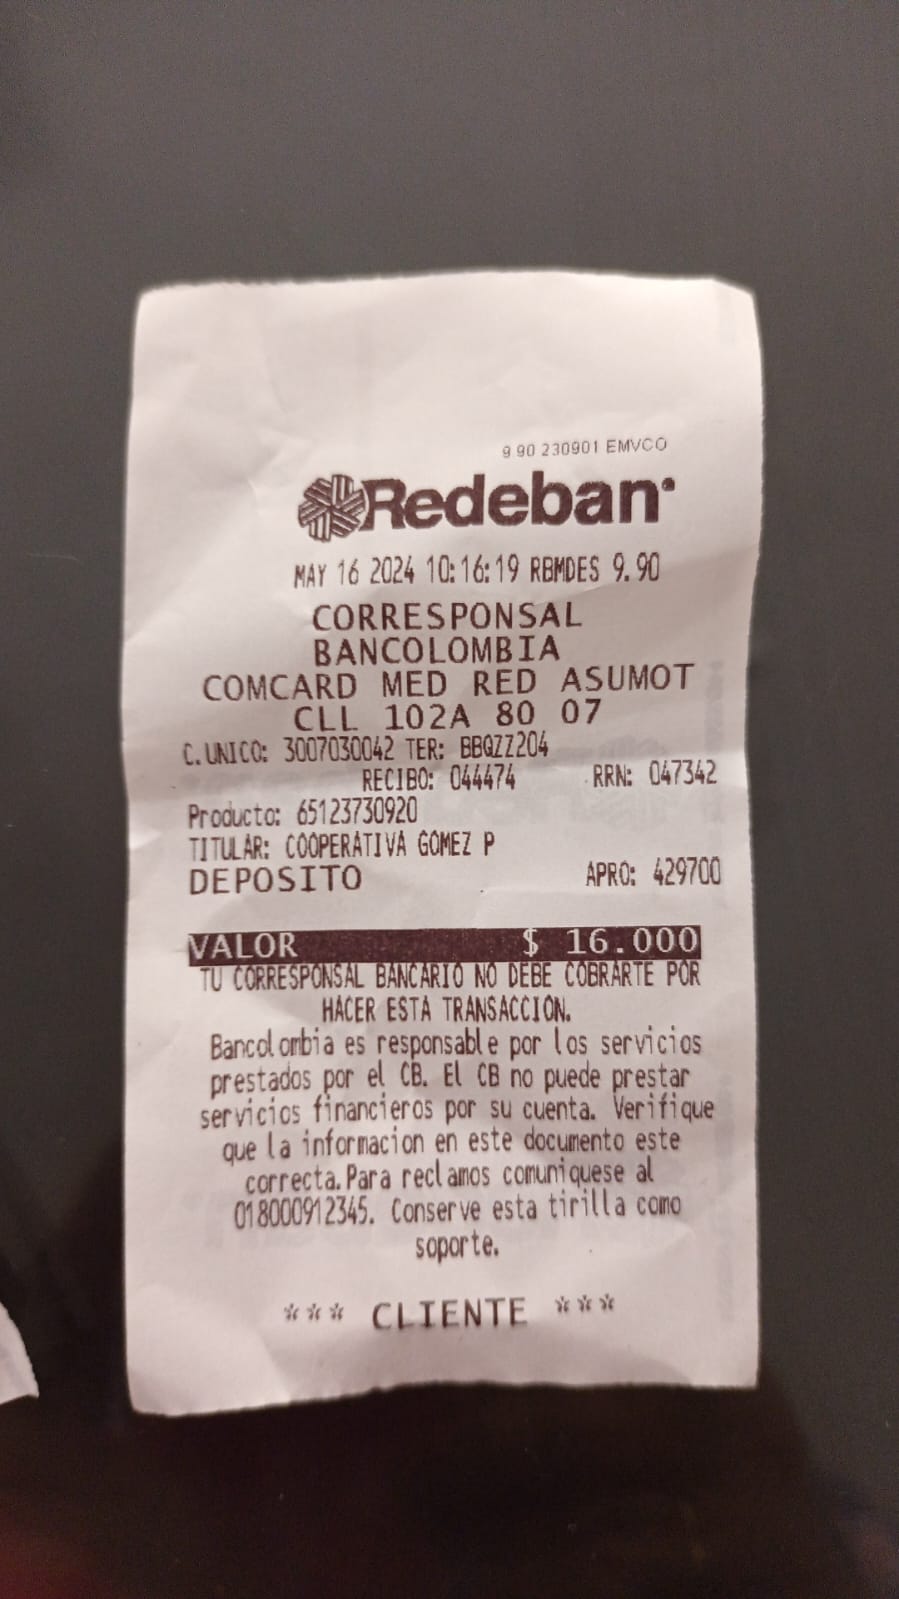 9.90 230901 EMVCO
Redeban
MAY 16 2024 10:16:19 RBMDES 9.90
CORRESPONSAL
BANCOLOMBIA
COMCARD MED RED ASUMOT
CLL 102A 80 07
C. UNICO: 3007030042 TER: BBQZZ204
RECIBO: 044474 RRN: 047342
Producto: 65123730920
TITULAR: COOPERATIVA GOMEZ P
DEPOSITO APRO: 429700
VALOR $ 16.000
TU CORRESPONSAL BANCARIO NO DEBE COBRARTE POR
HACER ESTA TRANSACCION.
Bancolombia es responsable por los servicios
prestados por el CB. El CB no puede prestar
servicios financieros por su cuenta. Verifique
que la informacion en este documento este
correcta. Para reclamos comuniquese al
018000912345. Conserve esta tirilla como
soporte.
*** CLIENTE ***